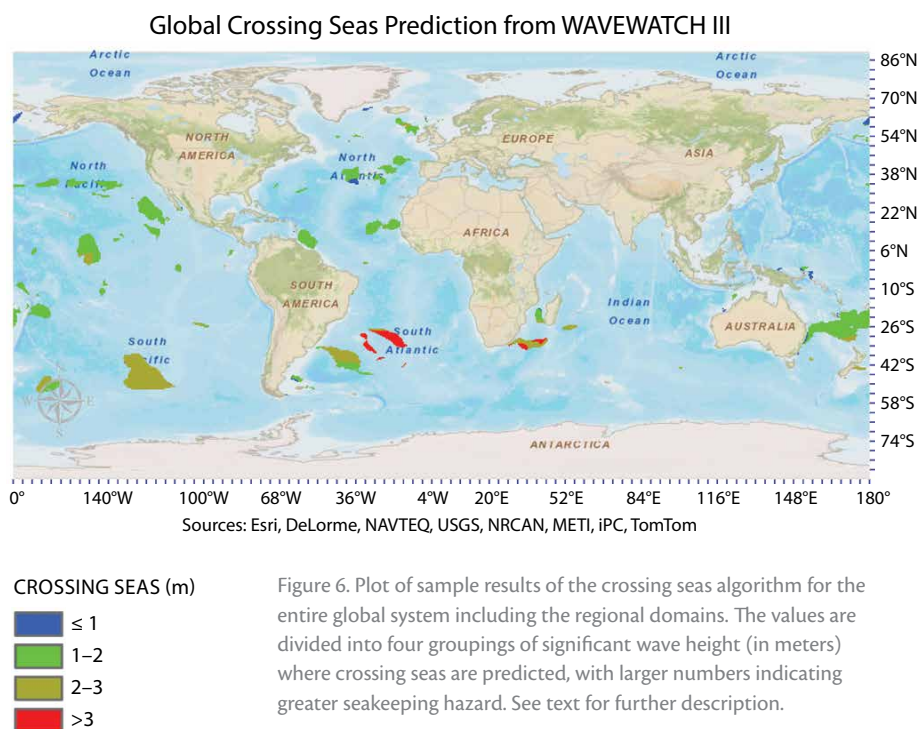 Global Crossing Seas Prediction from WAVEWATCH III
Arctic
Ocean
Arctic
Ocean
86°N
70°N
54°N
38°N
22°N
6°N
10°S
26°S
42°S
58°S
74°S
NORTH
AMERICA
EUROPE
ASIA
North
Pacific
North
Atlantic
AFRICA
SOUTH
AMERICA
Indian
Ocean
AUSTRALIA
South
Pacific
South
Atlantic
N
W E
S
ANTARCTICA
0° 140°W 100°W 68°W 36°W 4°W 20°E 52°E 84°E 116°E 148°E 180°
Sources: Esri, DeLorme, NAVTEQ, USGS, NRCAN, METI, iPC, TomTom
CROSSING SEAS (m)
≤ 1
1–2
2–3
>3
Figure 6. Plot of sample results of the crossing seas algorithm for the
entire global system including the regional domains. The values are
divided into four groupings of significant wave height (in meters)
where crossing seas are predicted, with larger numbers indicating
greater seakeeping hazard. See text for further description.